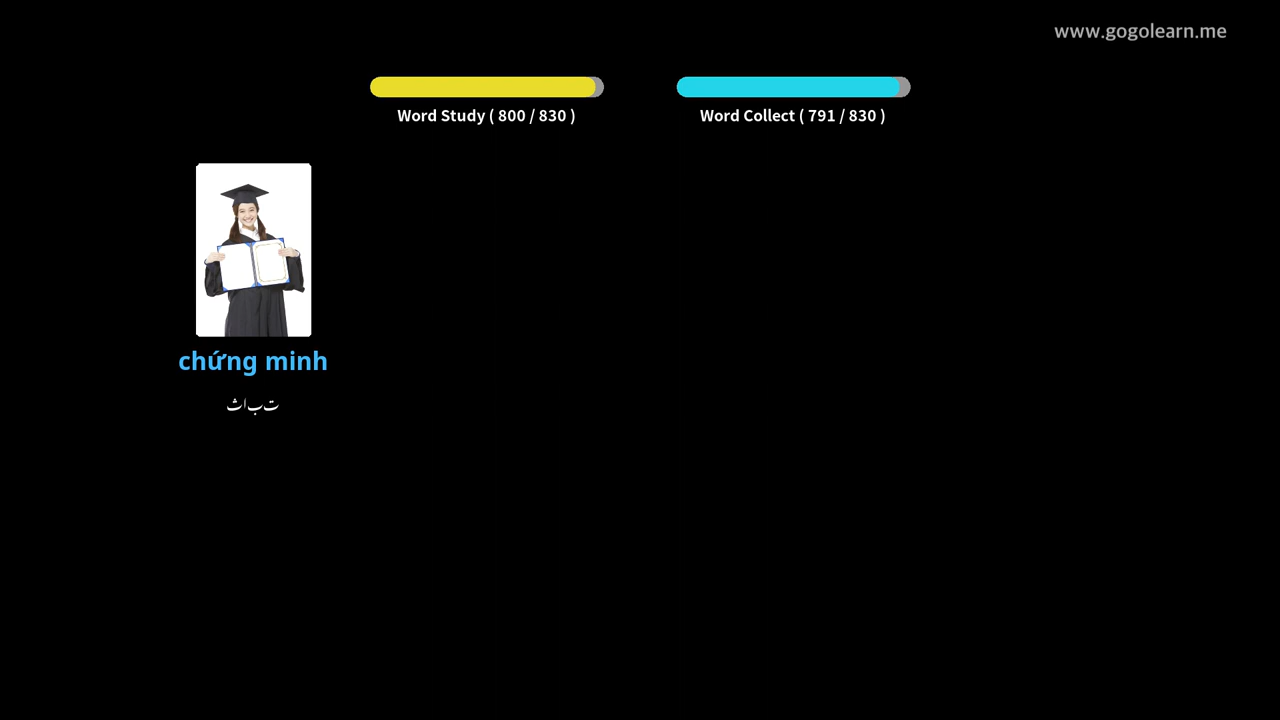 www.gogolearn.me
Word Study ( 800 / 830 )
Word Collect ( 791 / 830 )
chứng minh
ثابت